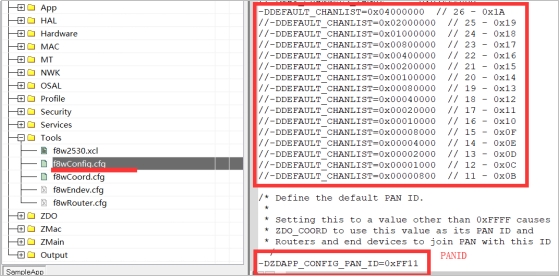 App
HAL
Hardware
MAC
MT
NWK
OSAL
Profile
Security
Services
Tools
f8w2530.xcl
f8wConfig.cfg
f8wCoord.cfg
f8wEndev.cfg
f8wRouter.cfg
ZDO
ZMac
ZMain
Output
SampleApp
-DDEFAULT_CHANLIST=0x04000000 // 26 - 0x1A
//-DDEFAULT_CHANLIST=0x02000000 // 25 - 0x19
//-DDEFAULT_CHANLIST=0x01000000 // 24 - 0x18
//-DDEFAULT_CHANLIST=0x00800000 // 23 - 0x17
//-DDEFAULT_CHANLIST=0x00400000 // 22 - 0x16
//-DDEFAULT_CHANLIST=0x00200000 // 21 - 0x15
//-DDEFAULT_CHANLIST=0x00100000 // 20 - 0x14
//-DDEFAULT_CHANLIST=0x00080000 // 19 - 0x13
//-DDEFAULT_CHANLIST=0x00040000 // 18 - 0x12
//-DDEFAULT_CHANLIST=0x00020000 // 17 - 0x11
//-DDEFAULT_CHANLIST=0x00010000 // 16 - 0x10
//-DDEFAULT_CHANLIST=0x00008000 // 15 - 0x0F
//-DDEFAULT_CHANLIST=0x00004000 // 14 - 0x0E
//-DDEFAULT_CHANLIST=0x00002000 // 13 - 0x0D
//-DDEFAULT_CHANLIST=0x00001000 // 12 - 0x0C
//-DDEFAULT_CHANLIST=0x00000800 // 11 - 0x0B
/* Define the default PAN ID.
*
* Setting this to a value other than 0xFFFF causes
* ZDO_COORD to use this value as its PAN ID and
* Routers and end devices to join PAN with this ID
-DZDAPP_CONFIG_PAN_ID=0xFF11
PANID